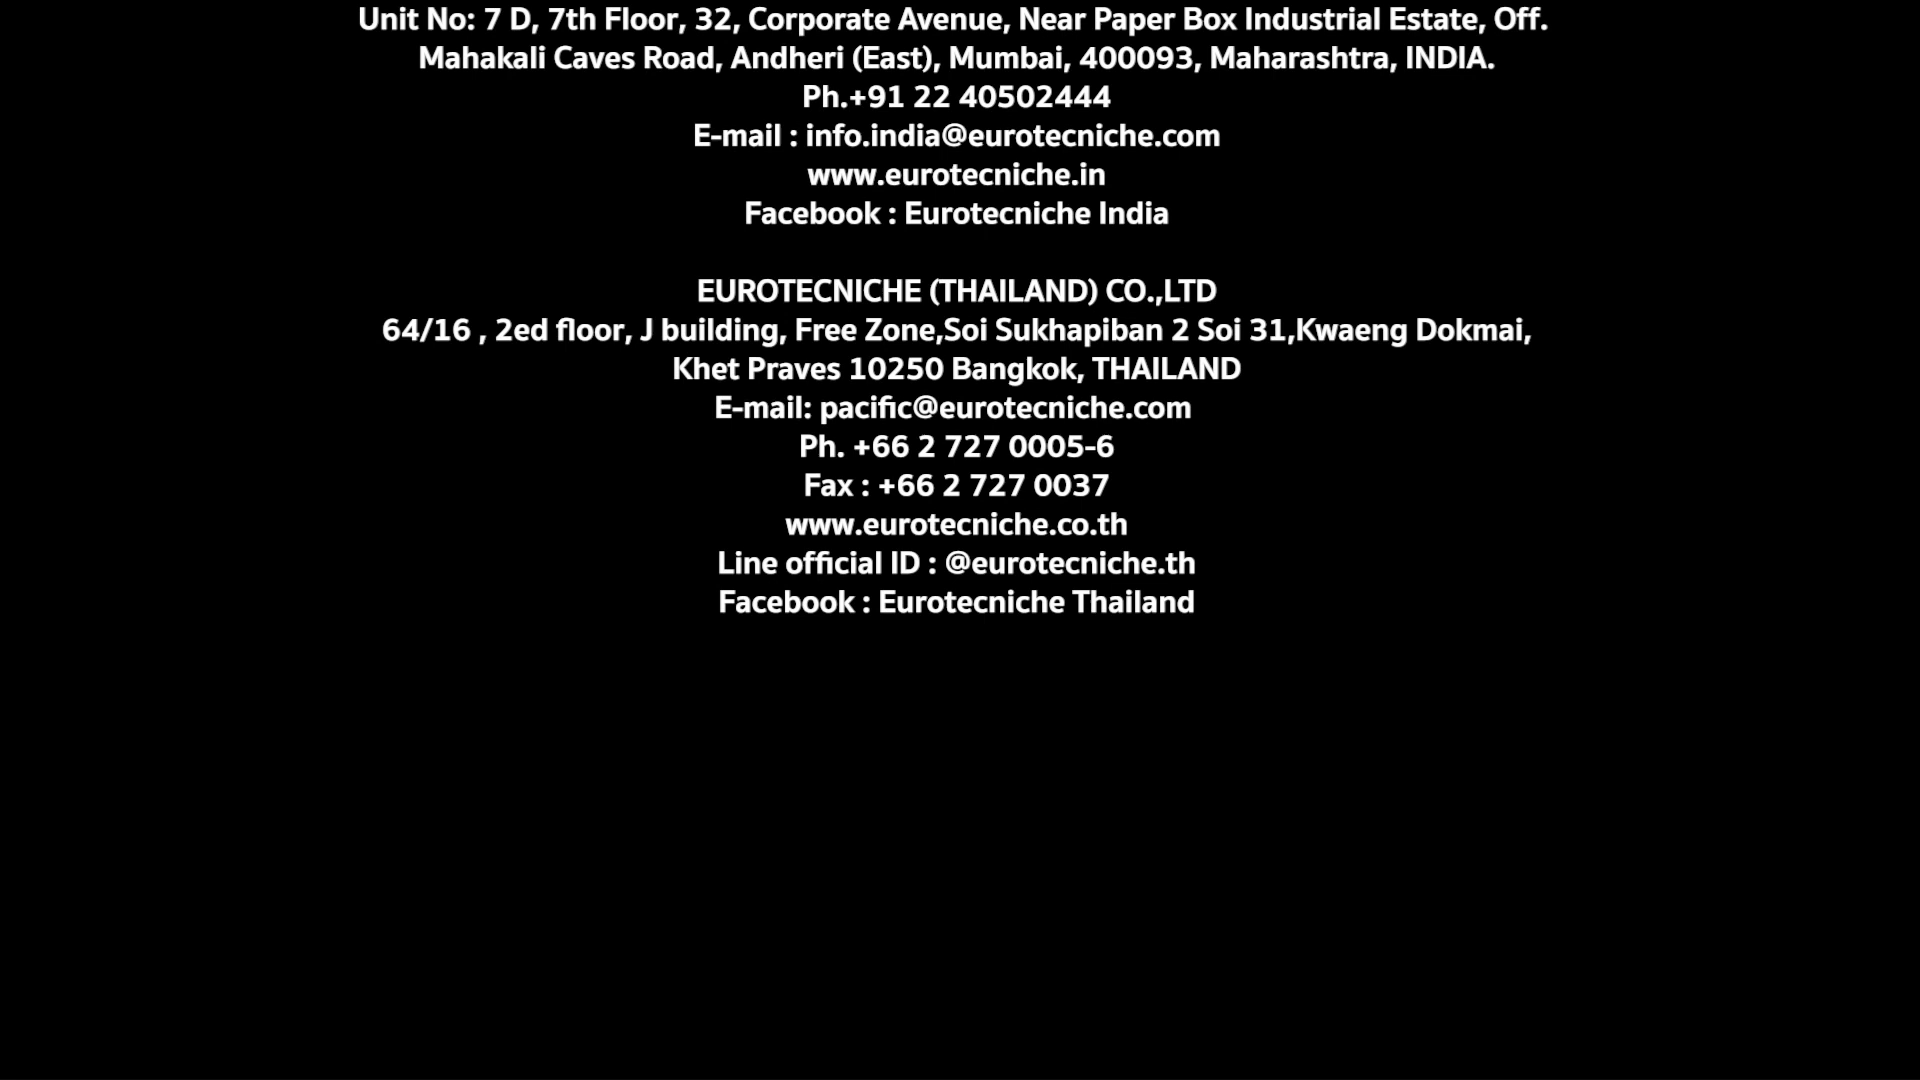 Unit No: 7 D, 7th Floor, 32, Corporate Avenue, Near Paper Box Industrial Estate, Off.
Mahakali Caves Road, Andheri (East), Mumbai, 400093, Maharashtra, INDIA.
Ph.+91 22 40502444
E-mail : info.india@eurotecniche.com
www.eurotecniche.in
Facebook : Eurotecniche India
EUROTECNICHE (THAILAND) CO.,LTD
64/16 , 2ed floor, J building, Free Zone,Soi Sukhapiban 2 Soi 31,Kwaeng Dokmai,
Khet Praves 10250 Bangkok, THAILAND
E-mail: pacific@eurotecniche.com
Ph. +66 2 727 0005-6
Fax : +66 2 727 0037
www.eurotecniche.co.th
Line official ID : @eurotecniche.th
Facebook : Eurotecniche Thailand